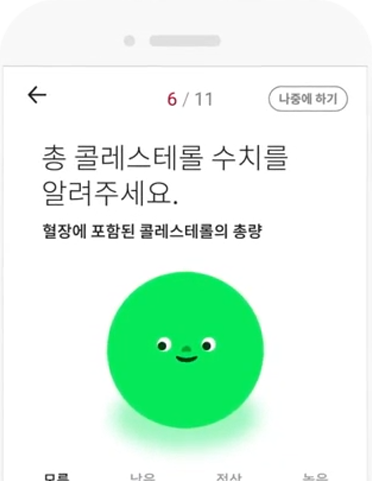 6 / 11
나중에 하기
총 콜레스테롤 수치를
알려주세요.
혈장에 포함된 콜레스테롤의 총량
모름 낮음 정상 높음